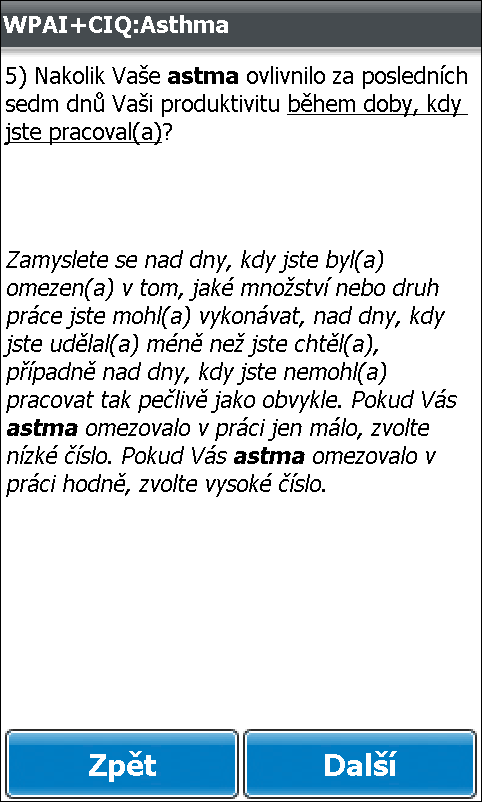 WPAI+CIQ:Asthma
5) Nakolik Vaše astma ovlivnilo za posledních
sedm dnů Vaši produktivitu během doby, kdy
jste pracoval(a)?
Zamyslete se nad dny, kdy jste byl(a)
omezen(a) v tom, jaké množství nebo druh
práce jste mohl(a) vykonávat, nad dny, kdy
jste udělal(a) méně než jste chtěl(a),
případně nad dny, kdy jste nemohl(a)
pracovat tak pečlivě jako obvykle. Pokud Vás
astma omezovalo v práci jen málo, zvolte
nízké číslo. Pokud Vás astma omezovalo v
práci hodně, zvolte vysoké číslo.
Zpět
Další